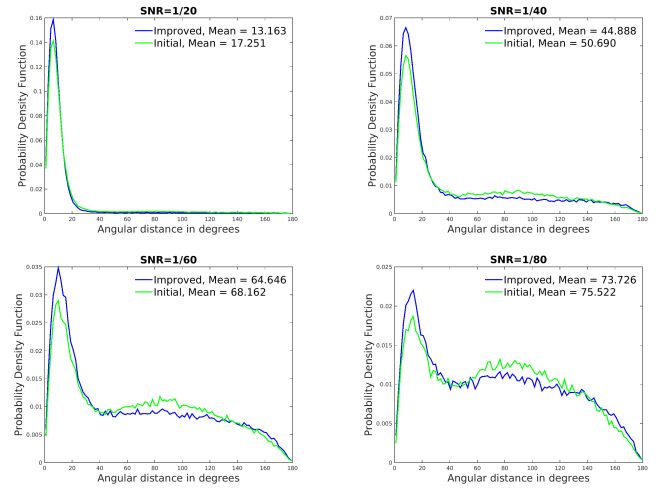 SNR=1/20
Improved, Mean = 13.163
Initial, Mean = 17.251
Probability Density Function
0.16
0.14
0.12
0.1
0.08
0.06
0.04
0.02
0
0 20 40 60 80 100 120 140 160 180
Angular distance in degrees
SNR=1/40
Improved, Mean = 44.888
Initial, Mean = 50.690
Probability Density Function
0.07
0.06
0.05
0.04
0.03
0.02
0.01
0
0 20 40 60 80 100 120 140 160 180
Angular distance in degrees
SNR=1/60
Improved, Mean = 64.646
Initial, Mean = 68.162
Probability Density Function
0.035
0.03
0.025
0.02
0.015
0.01
0.005
0
0 20 40 60 80 100 120 140 160 180
Angular distance in degrees
SNR=1/80
Improved, Mean = 73.726
Initial, Mean = 75.522
Probability Density Function
0.025
0.02
0.015
0.01
0.005
0
0 20 40 60 80 100 120 140 160 180
Angular distance in degrees